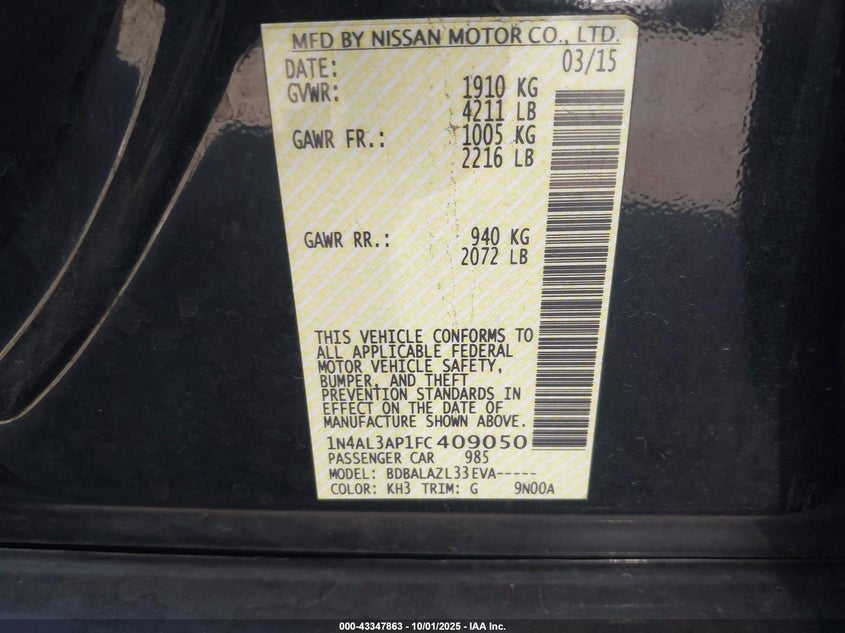 MFD BY NISSAN MOTOR CO., LTD.
DATE: 03/15
GVWR: 1910 KG
4211 LB
GAWR FR.: 1005 KG
2216 LB
GAWR RR.: 940 KG
2072 LB
THIS VEHICLE CONFORMS TO
ALL APPLICABLE FEDERAL
MOTOR VEHICLE SAFETY,
BUMPER, AND THEFT
PREVENTION STANDARDS IN
EFFECT ON THE DATE OF
MANUFACTURE SHOWN ABOVE.
1N4AL3AP1FC409050
PASSENGER CAR 985
MODEL: BDBALAZL33EVA-----
COLOR: KH3 TRIM: G 9N00A
000-43347863 - 10/01/2025 - IAA Inc.